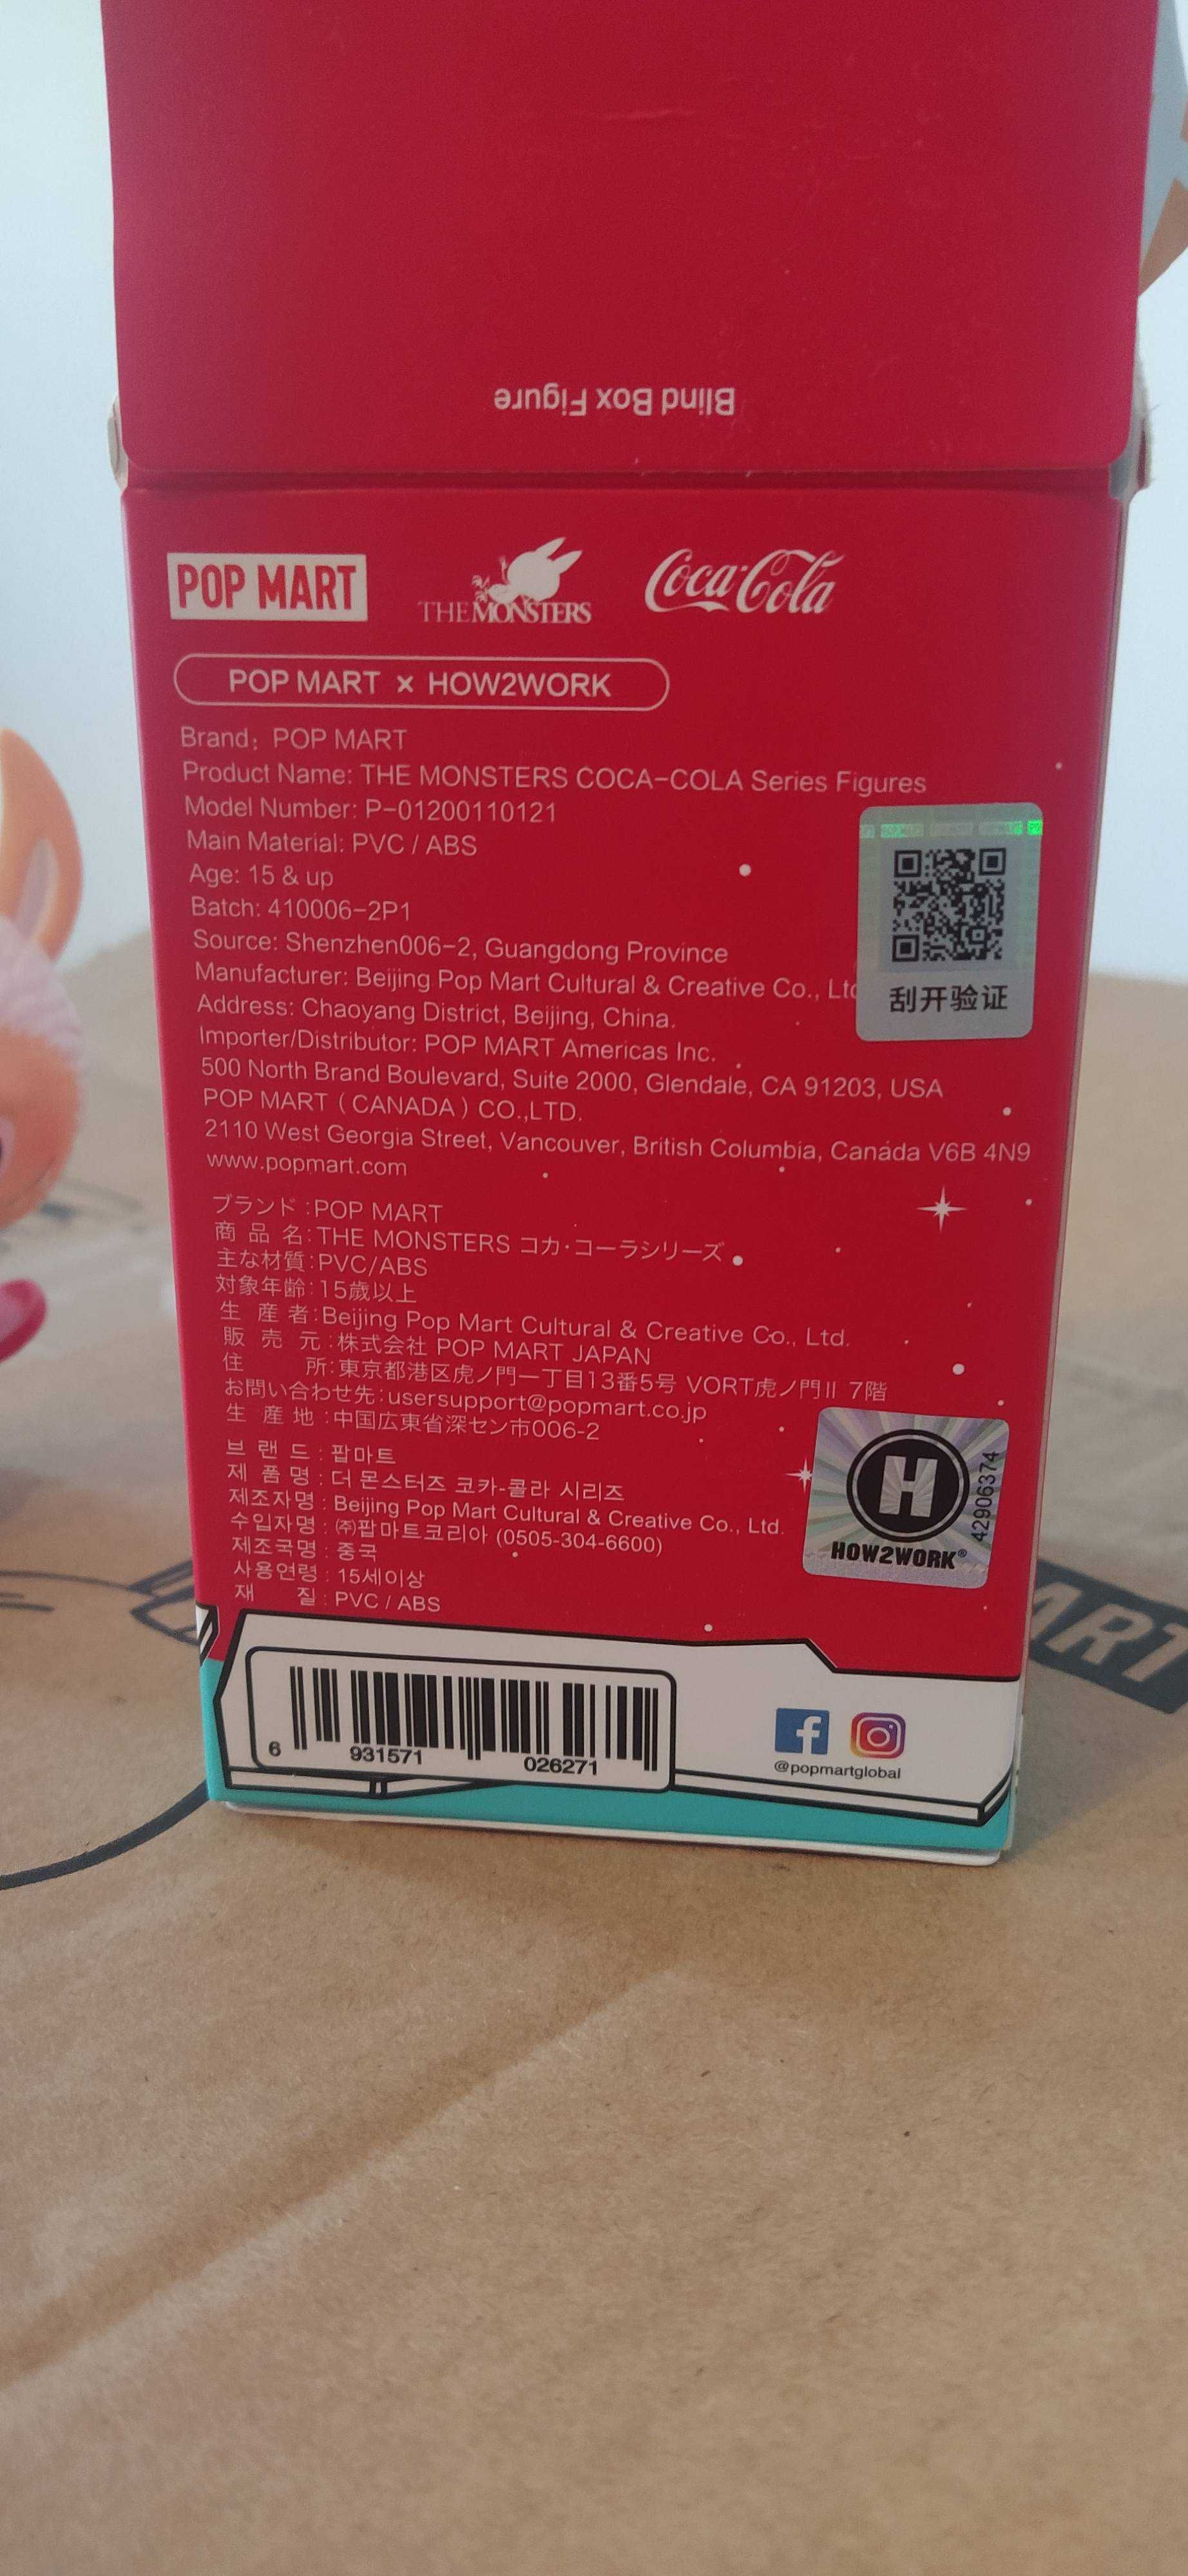 Blind Box Figure
POP MART
THE MONSTERS
Coca-Cola
POP MART × HOW2WORK
Brand: POP MART
Product Name: THE MONSTERS COCA-COLA Series Figures
Model Number: P-01200110121
Main Material: PVC / ABS
Age: 15 & up
Batch: 410006-2P1
Source: Shenzhen006-2, Guangdong Province
Manufacturer: Beijing Pop Mart Cultural & Creative Co., Ltd
Address: Chaoyang District, Beijing, China.
Importer/Distributor: POP MART Americas Inc.
500 North Brand Boulevard, Suite 2000, Glendale, CA 91203, USA
POP MART (CANADA) CO.,LTD.
2110 West Georgia Street, Vancouver, British Columbia, Canada V6B 4N9
www.popmart.com
刮开验证
ブランド:POP MART
商品名:THE MONSTERS コカ·コーラシリーズ
主な材質:PVC/ABS
対象年齢:15歳以上
生産者:Beijing Pop Mart Cultural & Creative Co., Ltd.
販売元:株式会社 POP MART JAPAN
住所:東京都港区虎ノ門一丁目13番5号 VORT虎ノ門II 7階
お問い合わせ先:usersupport@popmart.co.jp
生産地:中国広東省深セン市006-2
브랜드 : 팝마트
제품명 : 더 몬스터즈 코카-콜라 시리즈
제조자명 : Beijing Pop Mart Cultural & Creative Co., Ltd.
수입자명 : ㈜팝마트코리아 (0505-304-6600)
제조국명 : 중국
사용연령 : 15세이상
재질 : PVC / ABS
H
HOW2WORK®
42906374
6 931571 026271
@popmartglobal
ART